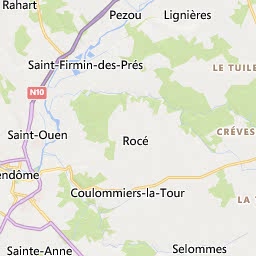 Rahart
Pezou
Lignières
Saint-Firmin-des-Prés
LE TUILE
N10
CRÉVES
Saint-Ouen
Rocé
endôme
Coulommiers-la-Tour
LA
Sainte-Anne
Selommes